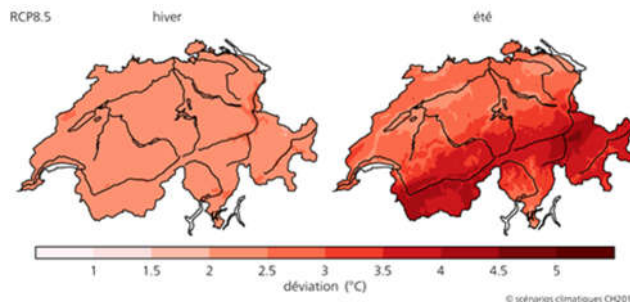 RCP8.5 hiver été
1 1.5 2 2.5 3 3.5 4 4.5 5
déviation (°C)
© scénarios climatiques CH201